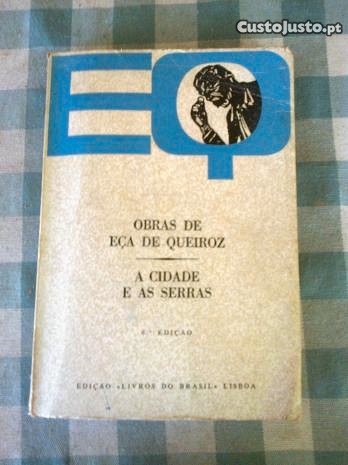 CustoJusto.pt
EQ
OBRAS DE
EÇA DE QUEIROZ
A CIDADE
E AS SERRAS
EDIÇÃO
EDIÇÃO «LIVROS DO BRASIL» LISBOA